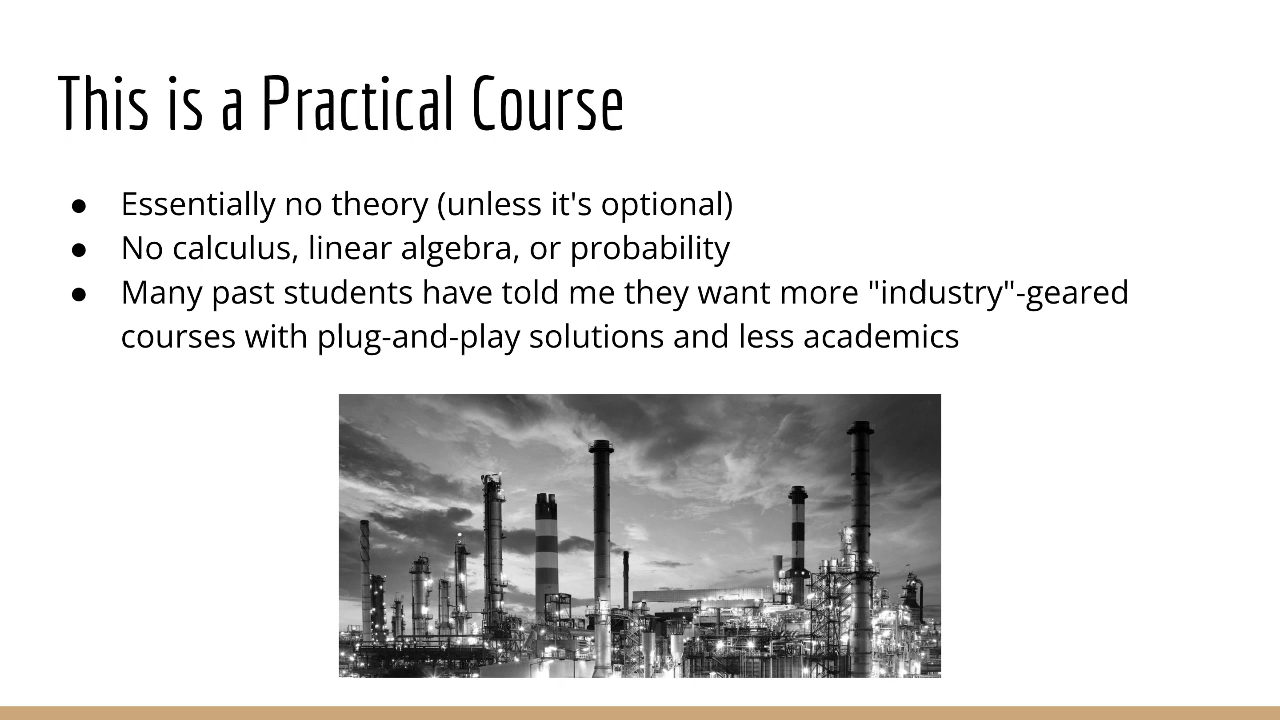 This is a Practical Course
● Essentially no theory (unless it's optional)
● No calculus, linear algebra, or probability
● Many past students have told me they want more "industry"-geared
courses with plug-and-play solutions and less academics